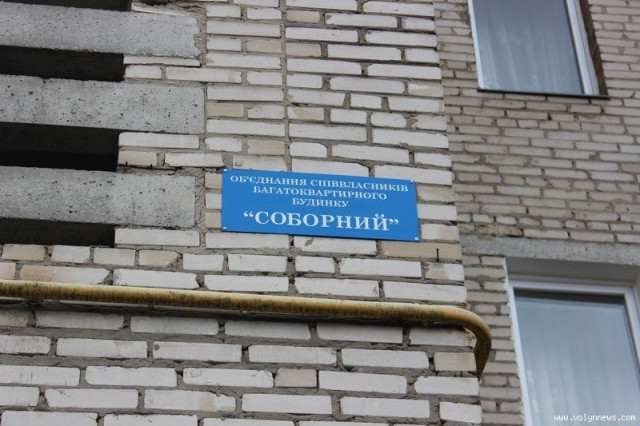 ОБ'ЄДНАННЯ СПІВВЛАСНИКІВ
БАГАТОКВАРТИРНОГО
БУДИНКУ
“СОБОРНИЙ”
www.volynnews.com